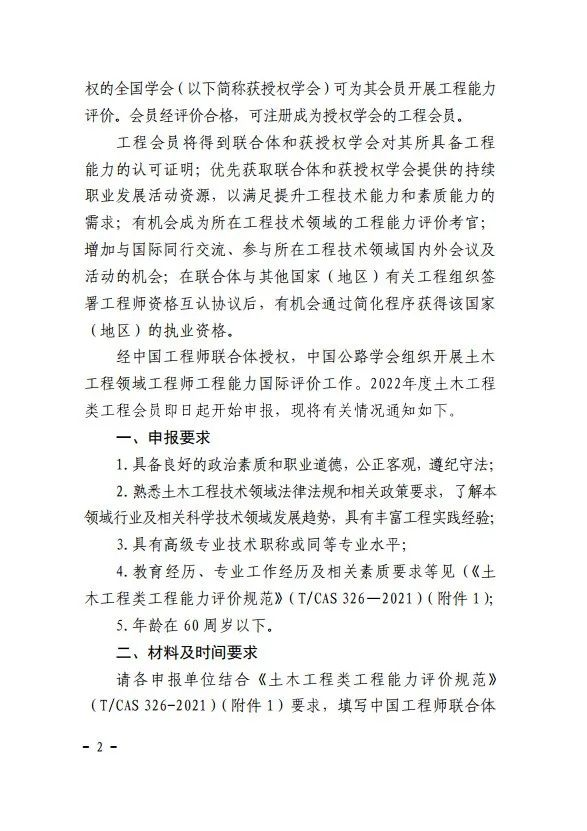 权的全国学会（以下简称获授权学会）可为其会员开展工程能力
评价。会员经评价合格，可注册成为授权学会的工程会员。
工程会员将得到联合体和获授权学会对其所具备工程
能力的认可证明；优先获取联合体和获授权学会提供的持续
职业发展活动资源，以满足提升工程技术能力和素质能力的
需求；有机会成为所在工程技术领域的工程能力评价考官；
增加与国际同行交流、参与所在工程技术领域国内外会议及
活动的机会；在联合体与其他国家（地区）有关工程组织签
署工程师资格互认协议后，有机会通过简化程序获得该国家
（地区）的执业资格。
经中国工程师联合体授权，中国公路学会组织开展土木
工程领域工程师工程能力国际评价工作。2022年度土木工程
类工程会员即日起开始申报，现将有关情况通知如下。
一、申报要求
1.具备良好的政治素质和职业道德，公正客观，遵纪守法；
2.熟悉土木工程技术领域法律法规和相关政策要求，了解本
领域行业及相关科学技术领域发展趋势，具有丰富工程实践经验；
3.具有高级专业技术职称或同等专业水平；
4.教育经历、专业工作经历及相关素质要求等见（《土
木工程类工程能力评价规范》（T/CAS 326—2021）（附件 1）；
5.年龄在 60 周岁以下。
二、材料及时间要求
请各申报单位结合《土木工程类工程能力评价规范》
（T/CAS 326-2021）（附件 1）要求，填写中国工程师联合体
- 2 -